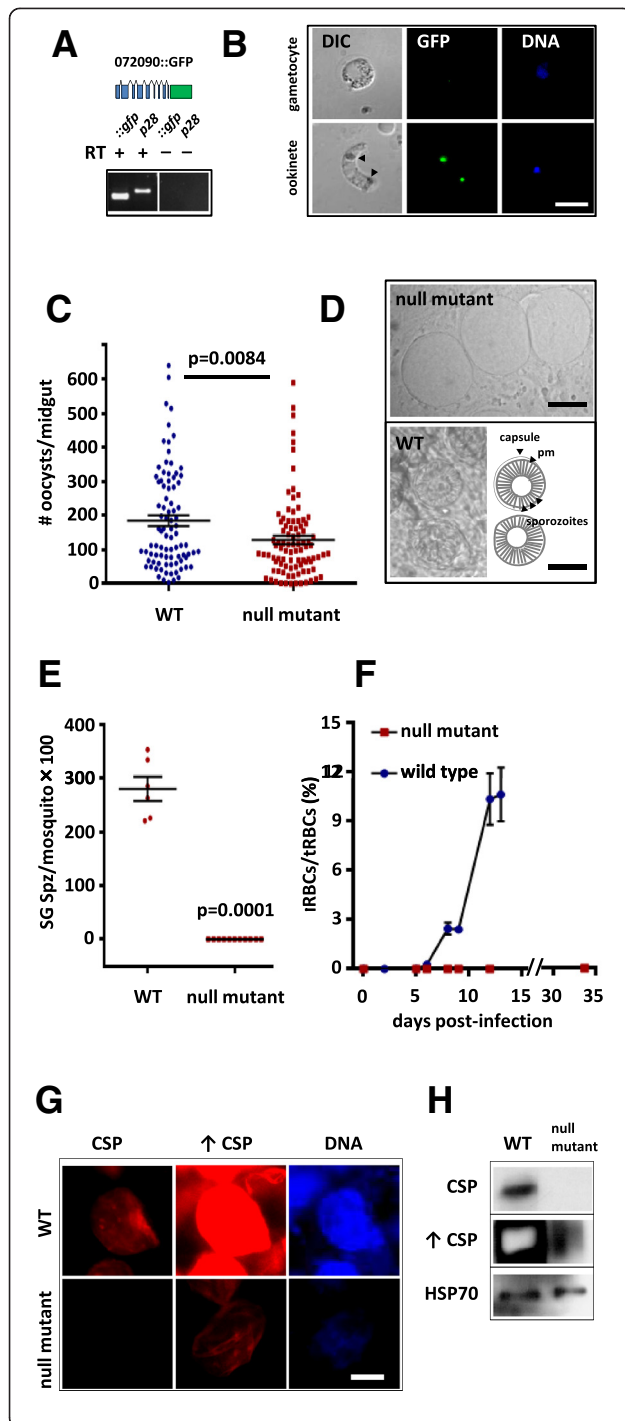 A
072090::GFP
::gfp p28 ::gfp p28
RT + + − −
B
DIC GFP DNA
gametocyte
ookinete
C
p=0.0084
# oocysts/midgut
600
500
400
300
200
100
0
WT null mutant
D
null mutant
WT
capsule
pm
sporozoites
E
SG Spz/mosquito × 100
400
300
200
100
0
p=0.0001
WT null mutant
F
iRBCs/tRBCs (%)
15
12
9
6
3
0
null mutant
wild type
0 5 10 15 30 35
days post-infection
G
CSP ↑ CSP DNA
WT
null mutant
H
WT null mutant
CSP
↑ CSP
HSP70